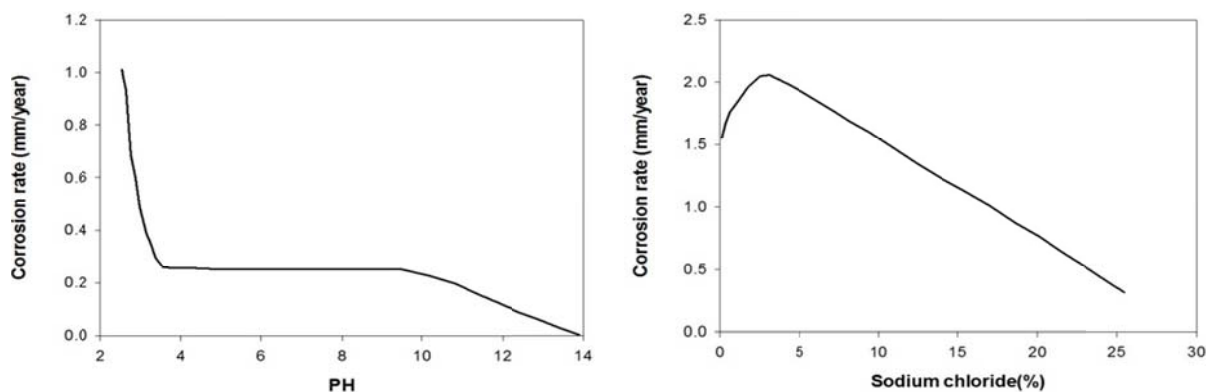 1.2
1.0
0.8
0.6
0.4
0.2
0.0
2 4 6 8 10 12 14
PH
Corrosion rate (mm/year)
2.5
2.0
1.5
1.0
0.5
0.0
0 5 10 15 20 25 30
Sodium chloride(%)
Corrosion rate (mm/year)